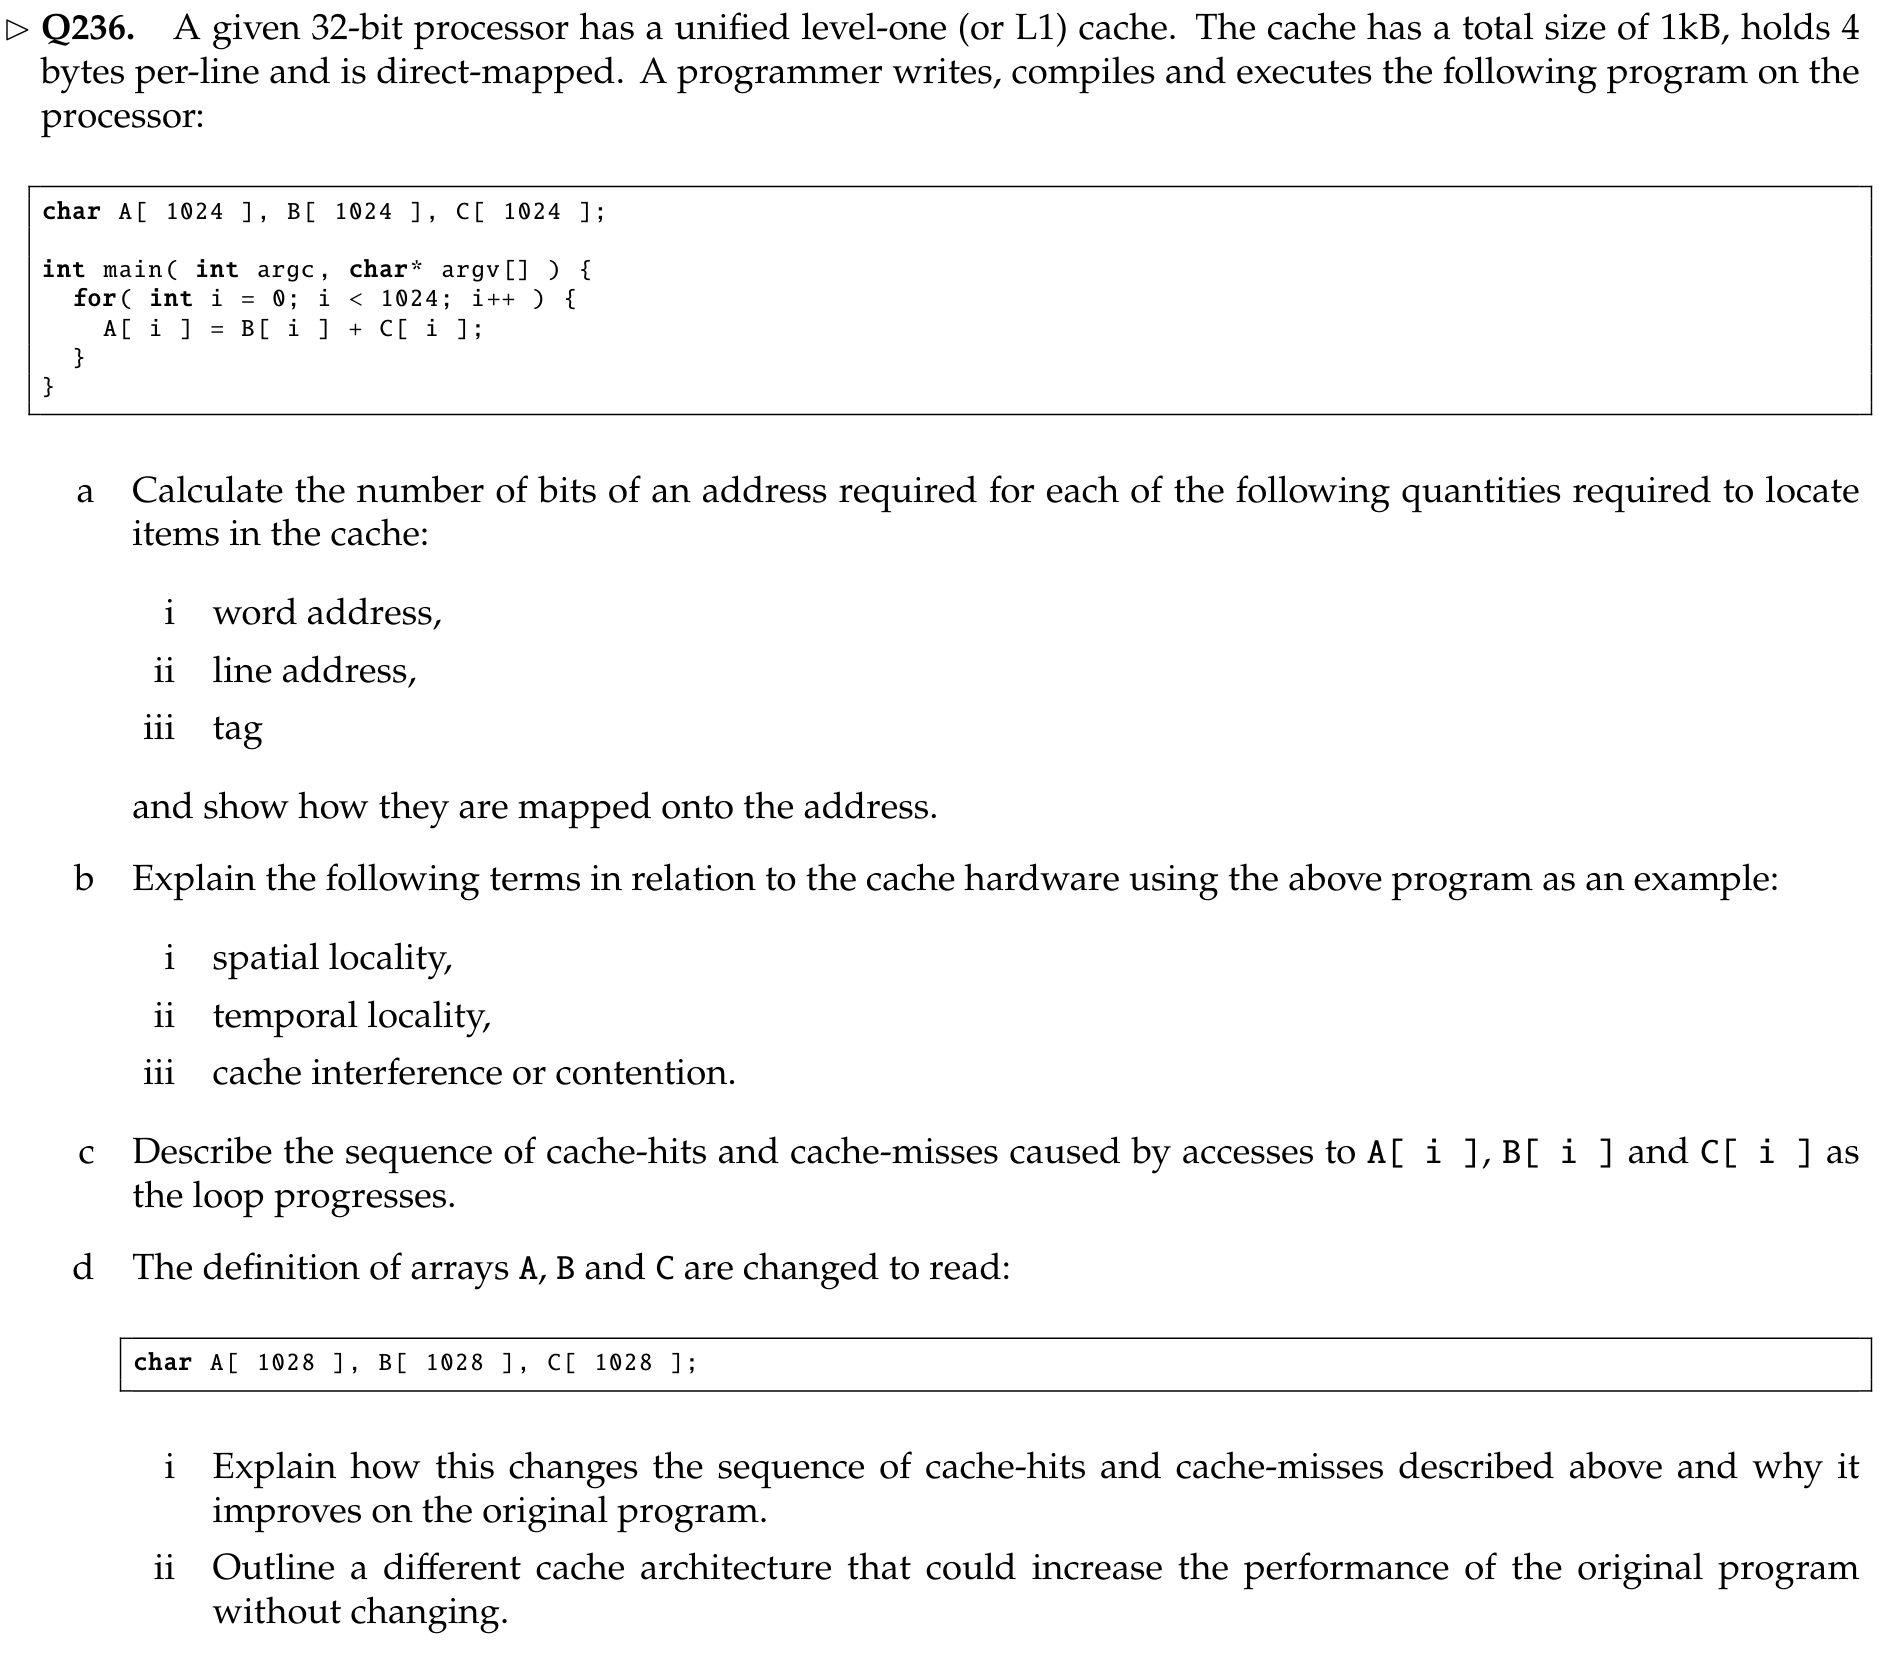 ▷ Q236. A given 32-bit processor has a unified level-one (or L1) cache. The cache has a total size of 1kB, holds 4
bytes per-line and is direct-mapped. A programmer writes, compiles and executes the following program on the
processor:
char A[ 1024 ], B[ 1024 ], C[ 1024 ];
int main( int argc, char* argv[] ) {
for( int i = 0; i < 1024; i++ ) {
A[ i ] = B[ i ] + C[ i ];
}
}
a Calculate the number of bits of an address required for each of the following quantities required to locate
items in the cache:
i word address,
ii line address,
iii tag
and show how they are mapped onto the address.
b Explain the following terms in relation to the cache hardware using the above program as an example:
i spatial locality,
ii temporal locality,
iii cache interference or contention.
c Describe the sequence of cache-hits and cache-misses caused by accesses to A[ i ], B[ i ] and C[ i ] as
the loop progresses.
d The definition of arrays A, B and C are changed to read:
char A[ 1028 ], B[ 1028 ], C[ 1028 ];
i Explain how this changes the sequence of cache-hits and cache-misses described above and why it
improves on the original program.
ii Outline a different cache architecture that could increase the performance of the original program
without changing.